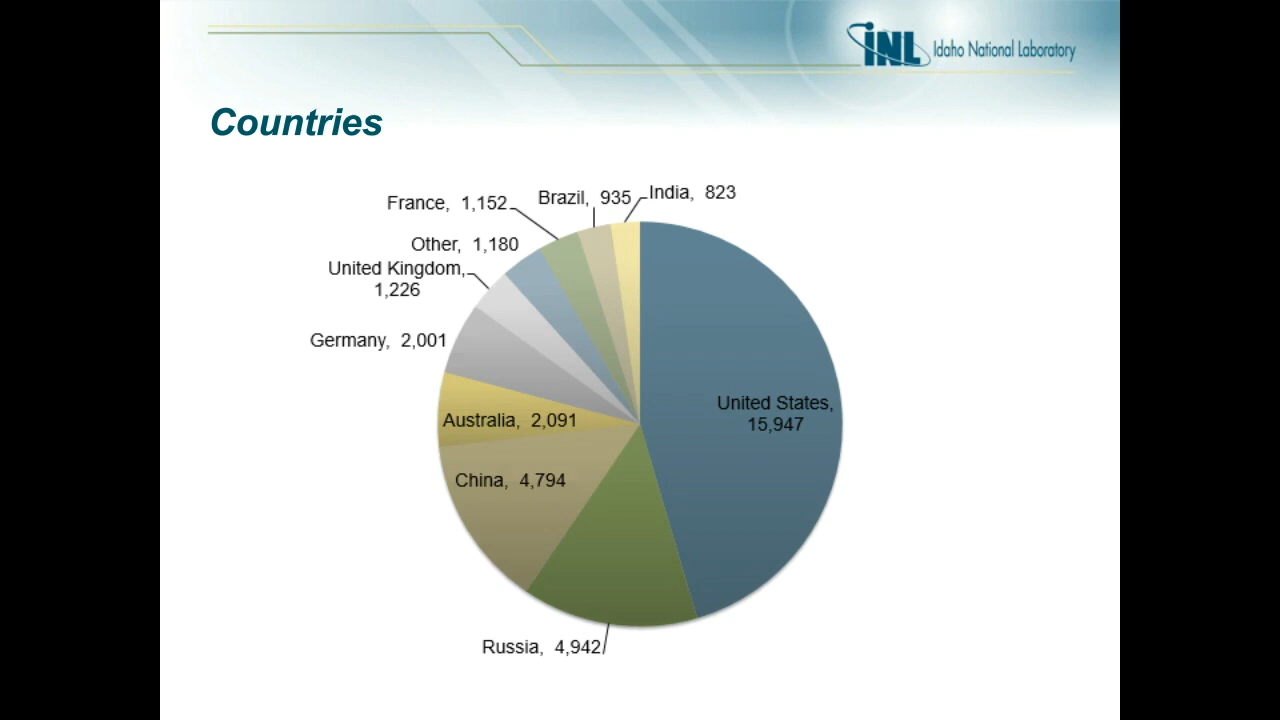 INL Idaho National Laboratory
Countries
France, 1,152
Brazil, 935
India, 823
Other, 1,180
United Kingdom,
1,226
Germany, 2,001
United States,
15,947
Australia, 2,091
China, 4,794
Russia, 4,942